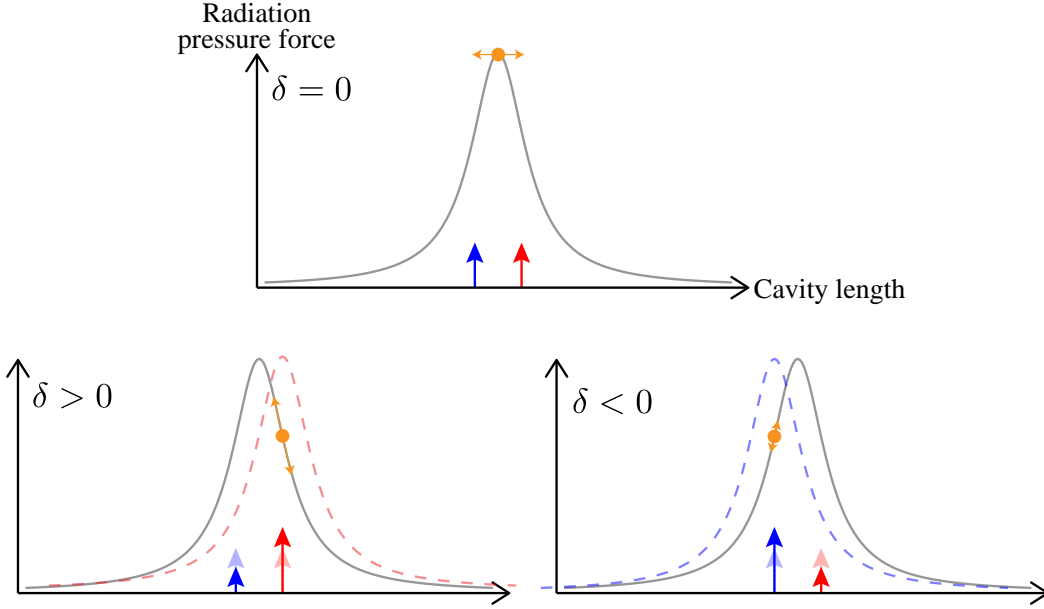 Radiation
pressure force
δ = 0
Cavity length
δ > 0
δ < 0